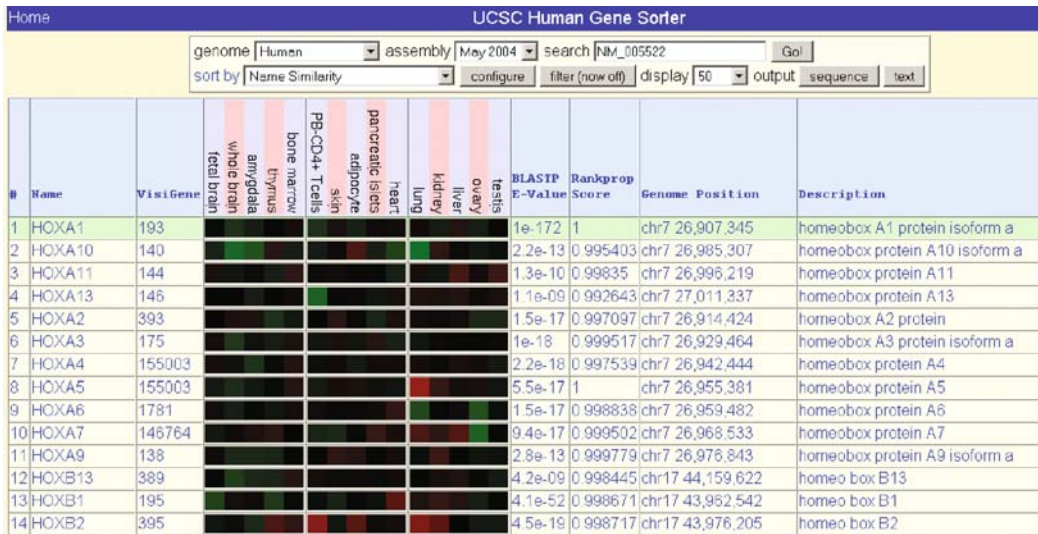 Home UCSC Human Gene Sorter
genome Human assembly May 2004 search NM_005522 Go!
sort by Name Similarity configure filter (now off) display 50 output sequence text
# Name VisiGene fetal brain whole brain amygdala thymus bone marrow PB-CD4+ Tcells skin adipocyte pancreatic islets heart lung kidney liver ovary testis BLASTP E-Value Rankprop Score Genome Position Description
1 HOXA1 193 1e-172 1 chr7 26,907,345 homeobox A1 protein isoform a
2 HOXA10 140 2.2e-13 0.995403 chr7 26,985,307 homeobox protein A10 isoform a
3 HOXA11 144 1.3e-10 0.99835 chr7 26,996,219 homeobox protein A11
4 HOXA13 146 1.1e-09 0.992643 chr7 27,011,337 homeobox protein A13
5 HOXA2 393 1.5e-17 0.997097 chr7 26,914,424 homeobox A2 protein
6 HOXA3 175 1e-18 0.999517 chr7 26,929,464 homeobox A3 protein isoform a
7 HOXA4 155003 2.2e-18 0.997539 chr7 26,942,444 homeobox protein A4
8 HOXA5 155003 5.5e-17 1 chr7 26,955,381 homeobox protein A5
9 HOXA6 1781 1.5e-17 0.998838 chr7 26,959,482 homeobox protein A6
10 HOXA7 146764 9.4e-17 0.999502 chr7 26,968,533 homeobox protein A7
11 HOXA9 138 2.8e-13 0.999779 chr7 26,976,843 homeobox protein A9 isoform a
12 HOXB13 389 4.2e-09 0.998445 chr17 44,159,622 homeo box B13
13 HOXB1 195 4.1e-52 0.998671 chr17 43,962,542 homeo box B1
14 HOXB2 395 4.5e-19 0.998717 chr17 43,976,205 homeo box B2